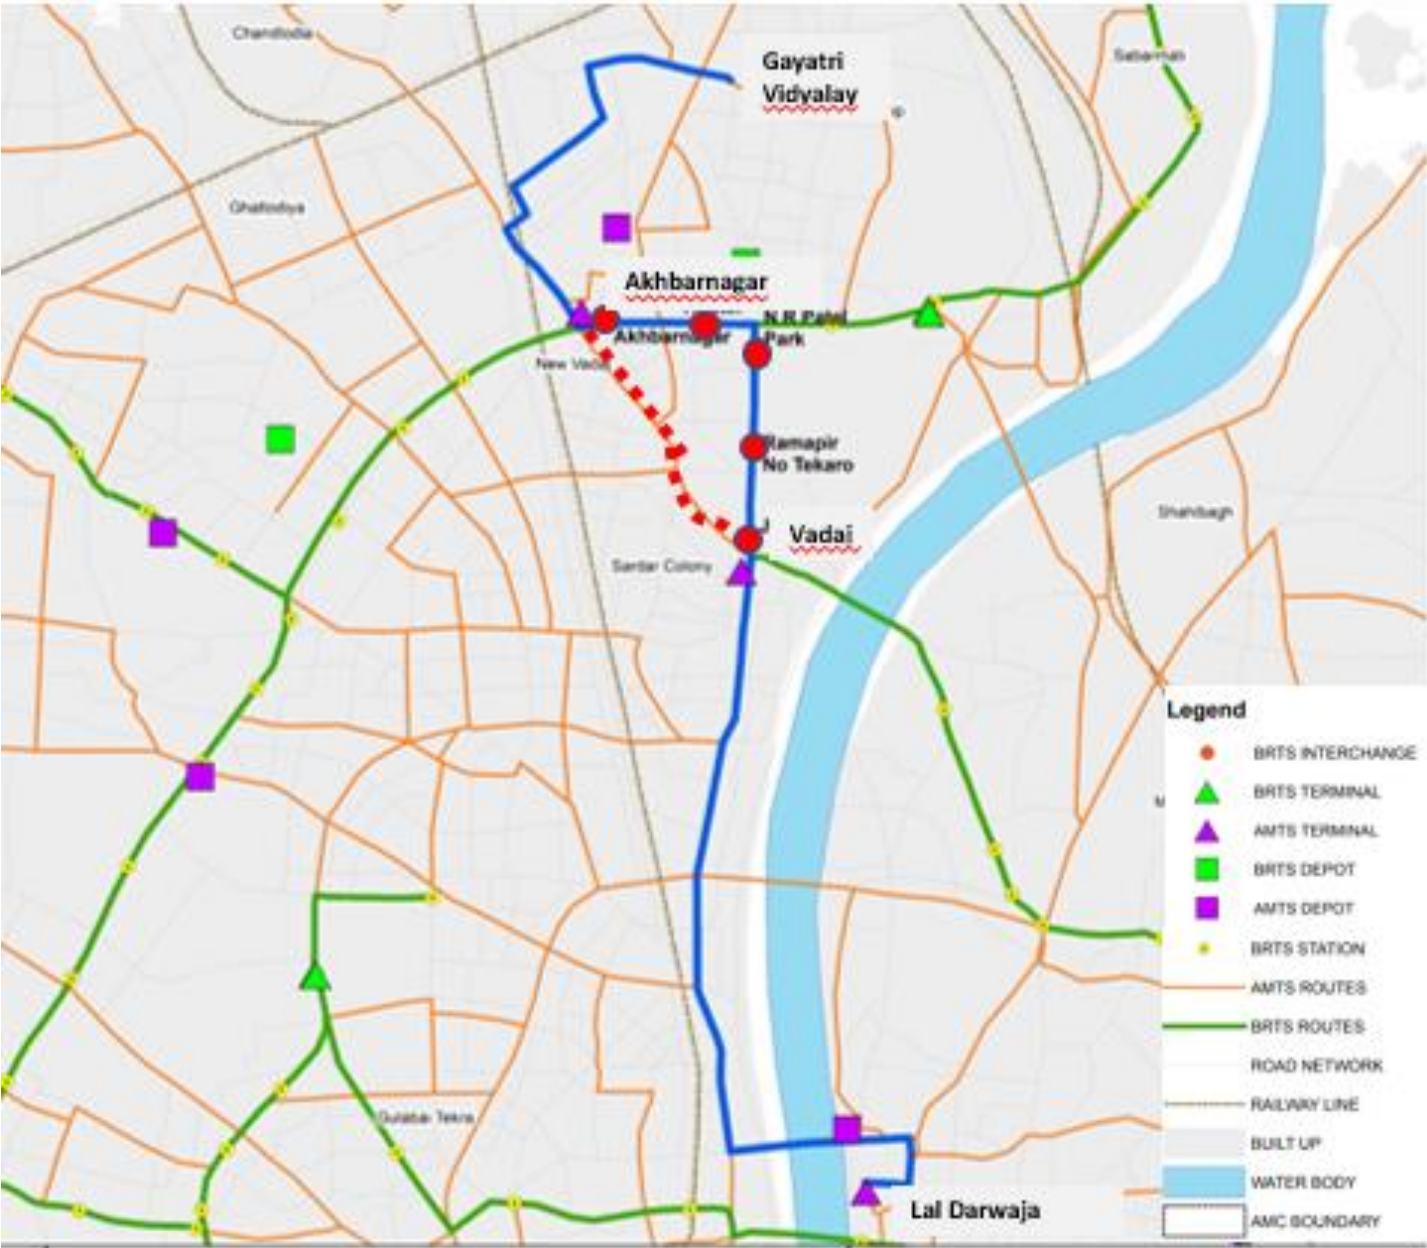 Chandlodia
Gayatri
Vidyalay
Sabarmati
Ghatlodiya
Akhbarnagar
Akhbarnagar
N R Patel
Park
New Vadaj
Ramapir
No Tekaro
Vadaj
Sardar Colony
Shahibagh
Gulabai Tekra
Lal Darwaja
Legend
BRTS INTERCHANGE
BRTS TERMINAL
AMTS TERMINAL
BRTS DEPOT
AMTS DEPOT
BRTS STATION
AMTS ROUTES
BRTS ROUTES
ROAD NETWORK
RAILWAY LINE
BUILT UP
WATER BODY
AMC BOUNDARY